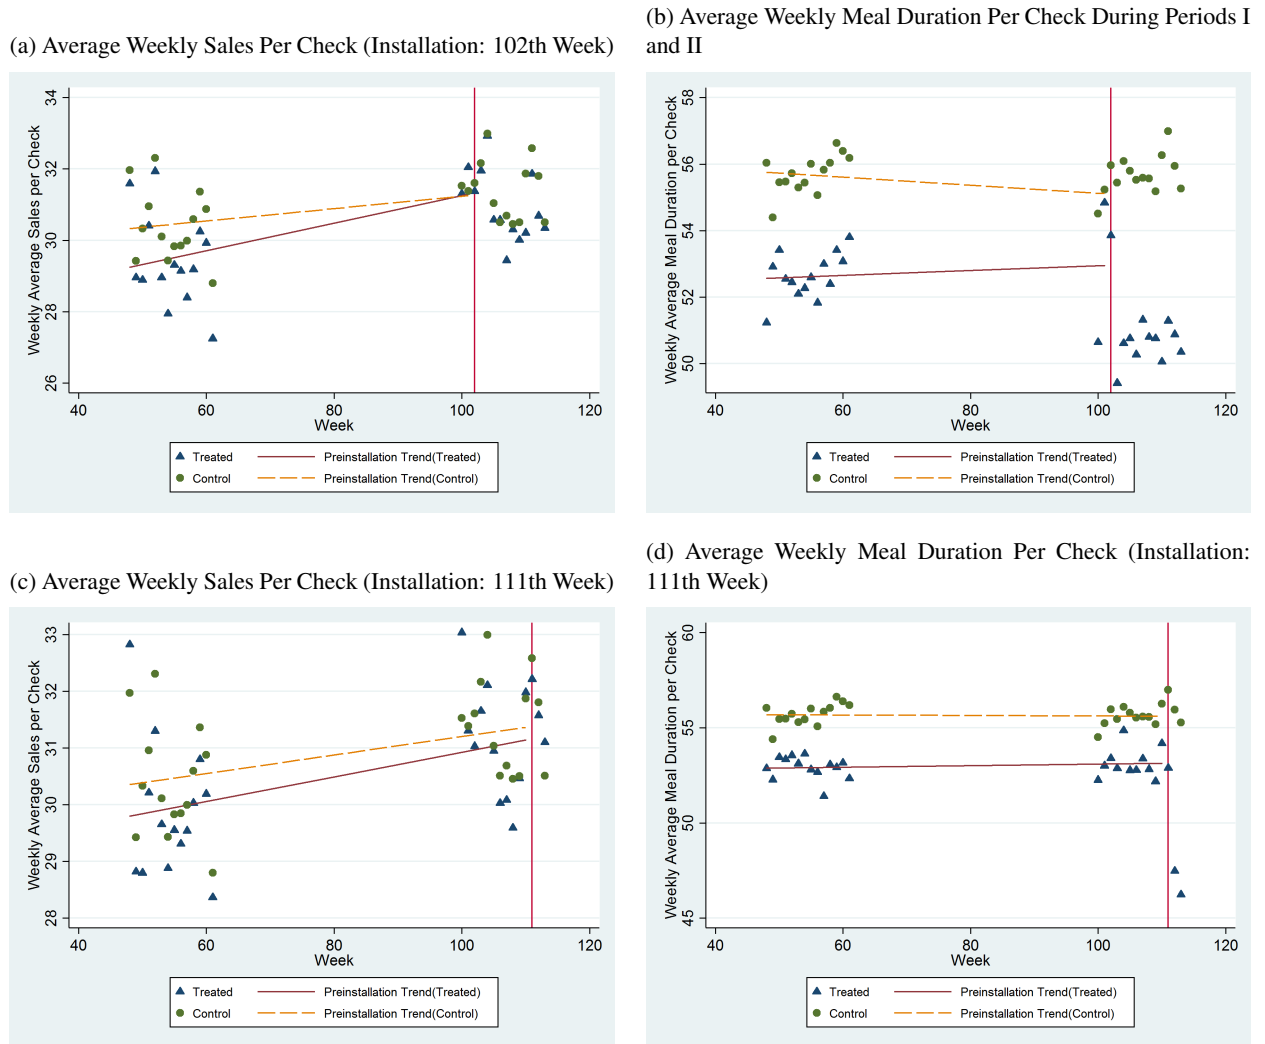 (a) Average Weekly Sales Per Check (Installation: 102th Week)
Weekly Average Sales per Check
34
32
30
28
26
40 60 80 100 120
Week
Treated Preinstallation Trend(Treated)
Control Preinstallation Trend(Control)
(b) Average Weekly Meal Duration Per Check During Periods I
and II
Weekly Average Meal Duration per Check
58
56
54
52
50
40 60 80 100 120
Week
Treated Preinstallation Trend(Treated)
Control Preinstallation Trend(Control)
(c) Average Weekly Sales Per Check (Installation: 111th Week)
Weekly Average Sales per Check
33
32
31
30
29
28
40 60 80 100 120
Week
Treated Preinstallation Trend(Treated)
Control Preinstallation Trend(Control)
(d) Average Weekly Meal Duration Per Check (Installation:
111th Week)
Weekly Average Meal Duration per Check
60
55
50
45
40 60 80 100 120
Week
Treated Preinstallation Trend(Treated)
Control Preinstallation Trend(Control)